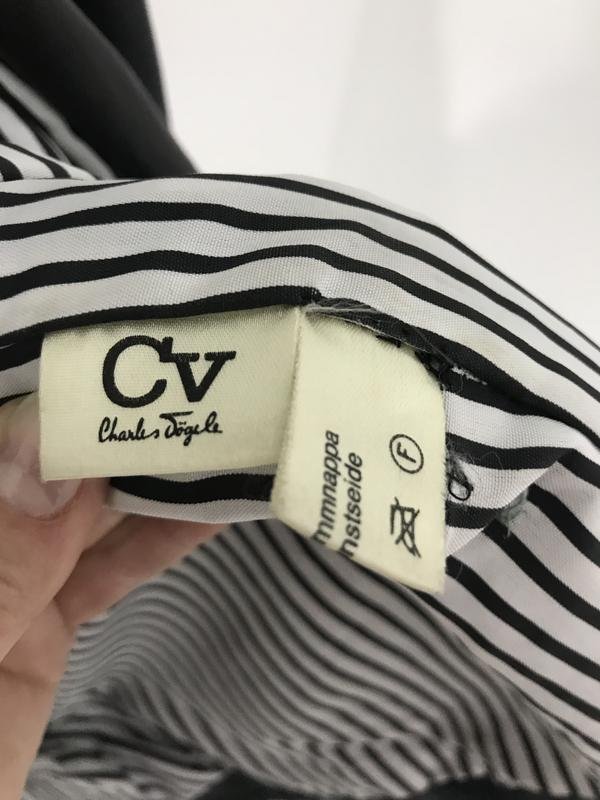 Cv
Charles Vögele
mmnappa
nstseide
F